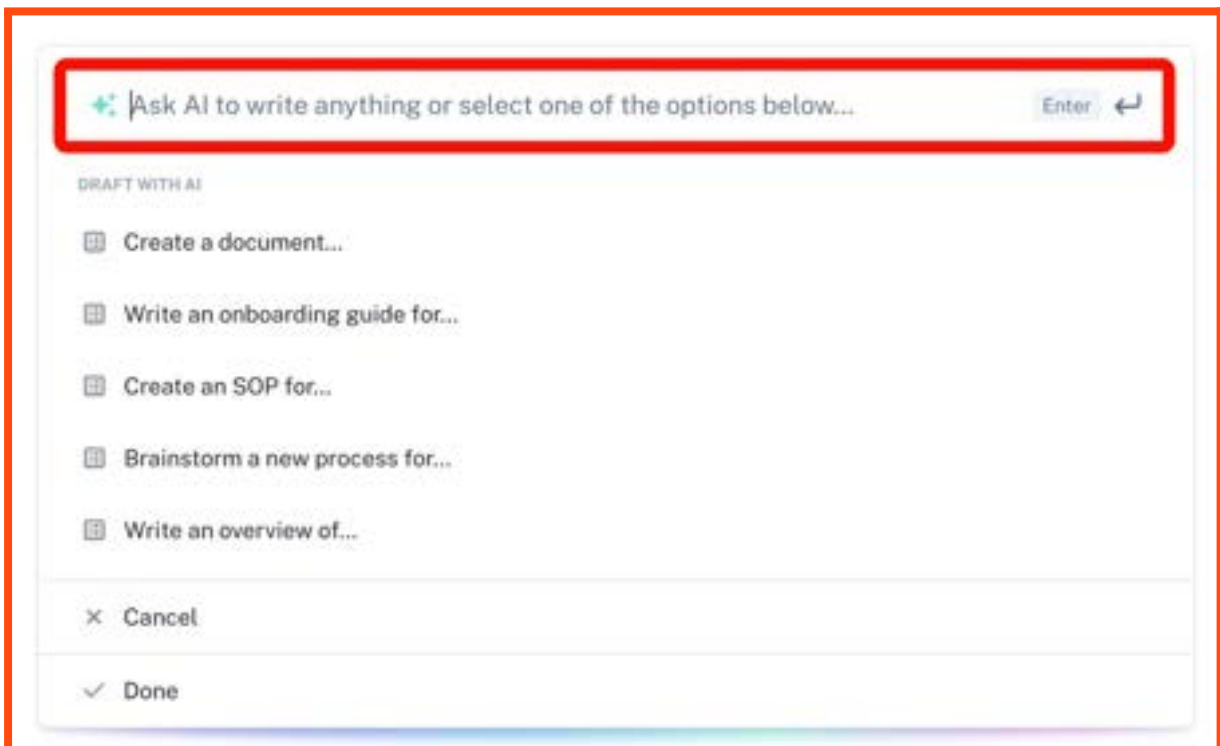 Ask AI to write anything or select one of the options below... Enter
DRAFT WITH AI
Create a document...
Write an onboarding guide for...
Create an SOP for...
Brainstorm a new process for...
Write an overview of...
Cancel
Done